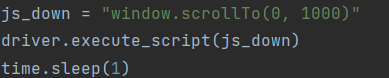 js_down = "window.scrollTo(0, 1000)"
driver.execute_script(js_down)
time.sleep(1)